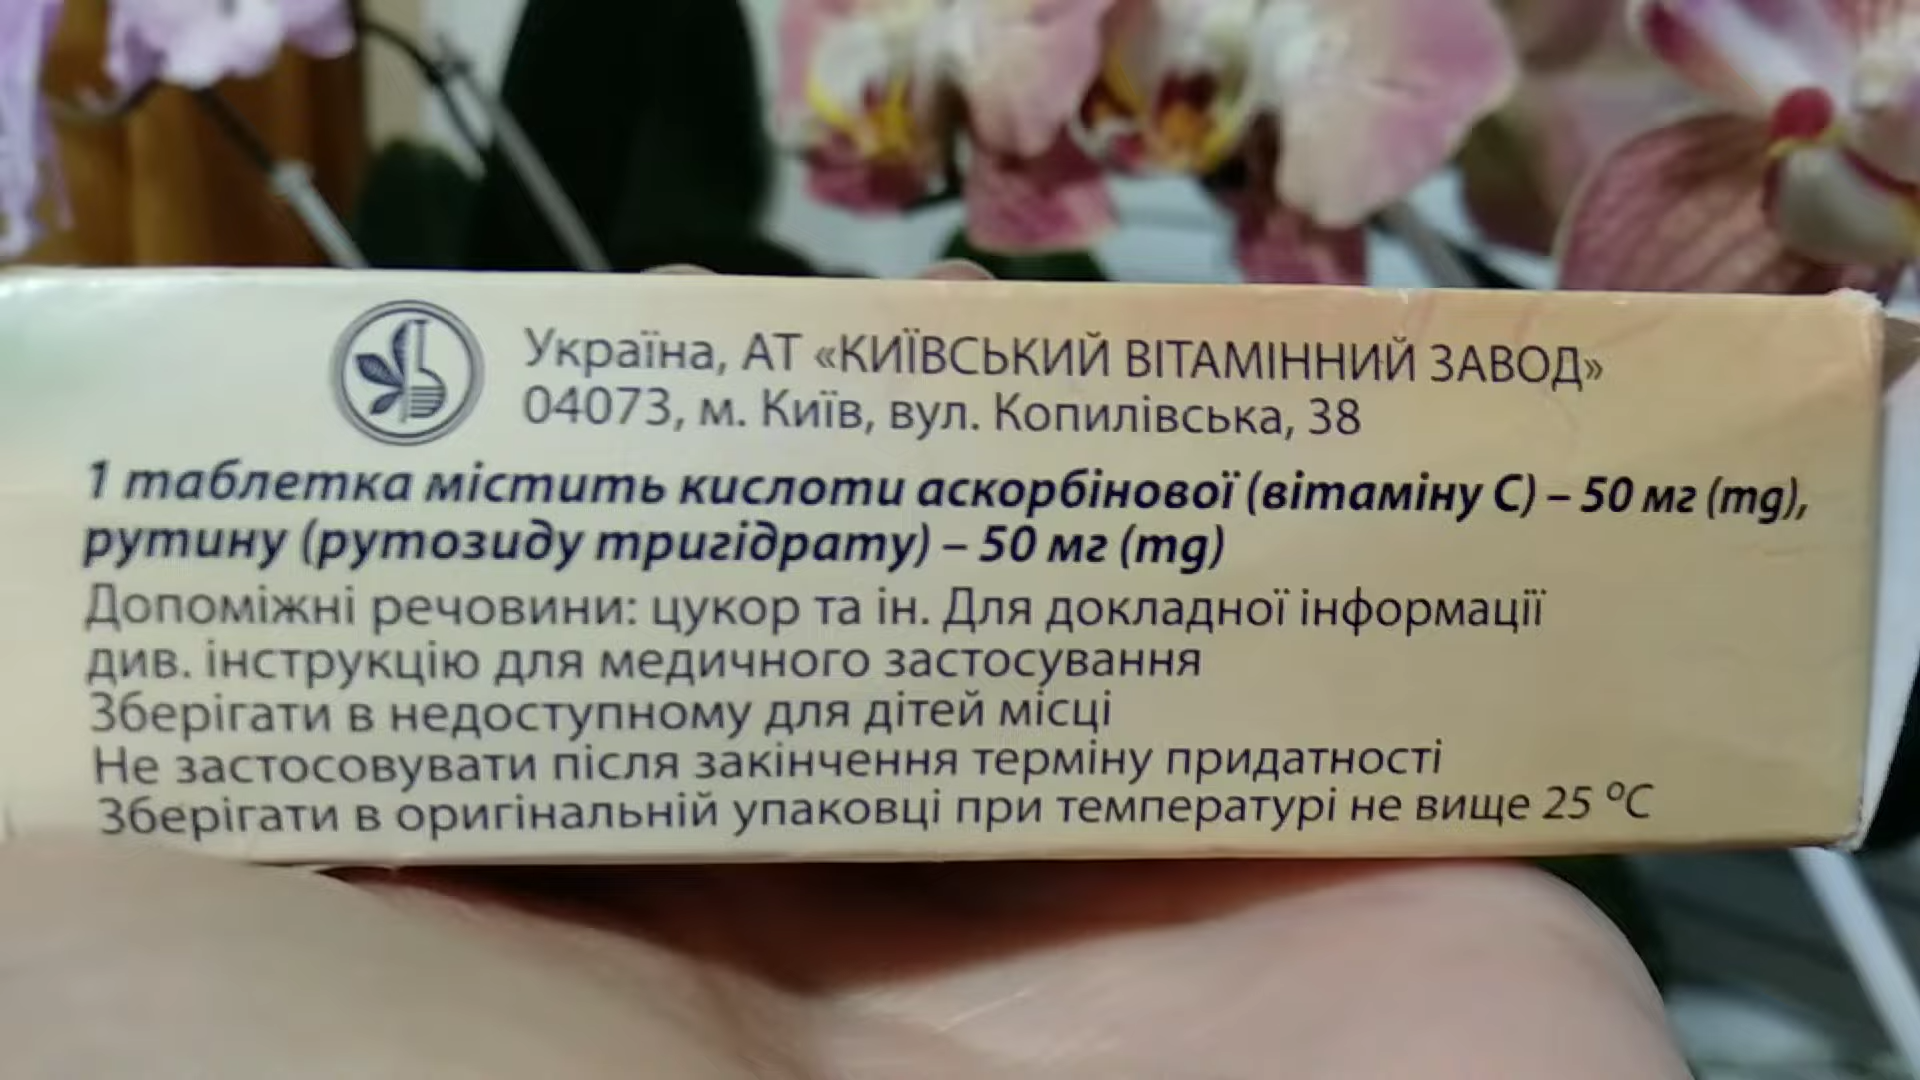 Україна, АТ «КИЇВСЬКИЙ ВІТАМІННИЙ ЗАВОД»
04073, м. Київ, вул. Копилівська, 38
1 таблетка містить кислоти аскорбінової (вітаміну С) – 50 мг (mg),
рутину (рутозиду тригідрату) – 50 мг (mg)
Допоміжні речовини: цукор та ін. Для докладної інформації
див. інструкцію для медичного застосування
Зберігати в недоступному для дітей місці
Не застосовувати після закінчення терміну придатності
Зберігати в оригінальній упаковці при температурі не вище 25 °С